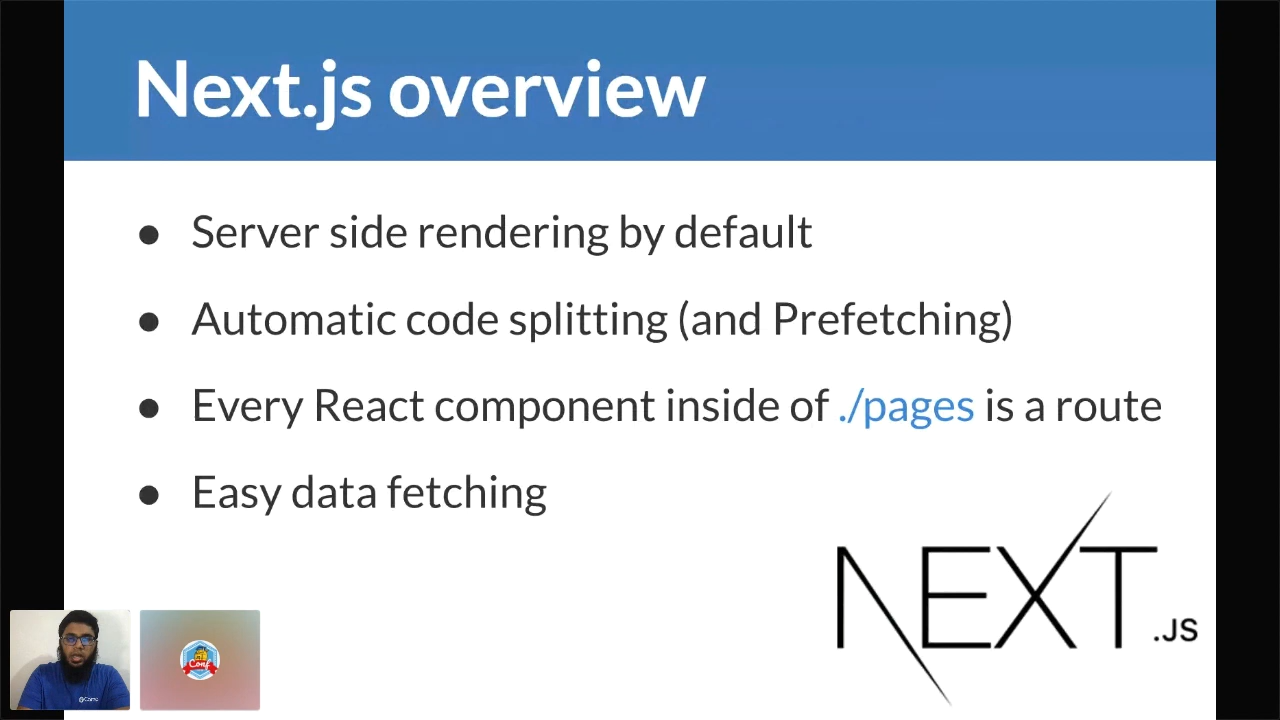 Next.js overview
● Server side rendering by default
● Automatic code splitting (and Prefetching)
● Every React component inside of ./pages is a route
● Easy data fetching
NEXT.JS
Conf